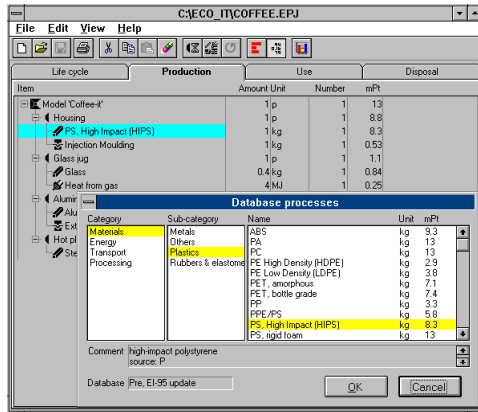 C:\ECO_IT\COFFEE.EPJ
File Edit View Help
Life cycle Production Use Disposal
Item Amount Unit Number mPt
Model 'Coffee-it' 1 p 1 13
Housing 1 p 1 8.8
PS, High Impact (HIPS) 1 kg 1 8.3
Injection Moulding 1 kg 1 0.53
Glass jug 1 p 1 1.1
Glass 0.4 kg 1 0.84
Heat from gas 4 MJ 1 0.25
Alumir
Alu
Ext
Hot pl
Ste
Database processes
Category Sub-category Name Unit mPt
Materials Metals ABS kg 9.3
Energy Others PA kg 13
Transport Plastics PC kg 13
Processing Rubbers & elastome PE High Density (HDPE) kg 2.9
PE Low Density (LDPE) kg 3.8
PET, amorphous kg 7.1
PET, bottle grade kg 7.4
PP kg 3.3
PPE/PS kg 5.8
PS, High Impact (HIPS) kg 8.3
PS, rigid foam kg 13
Comment high-impact polystyrene
source: P
Database Pre, EI-95 update
OK Cancel